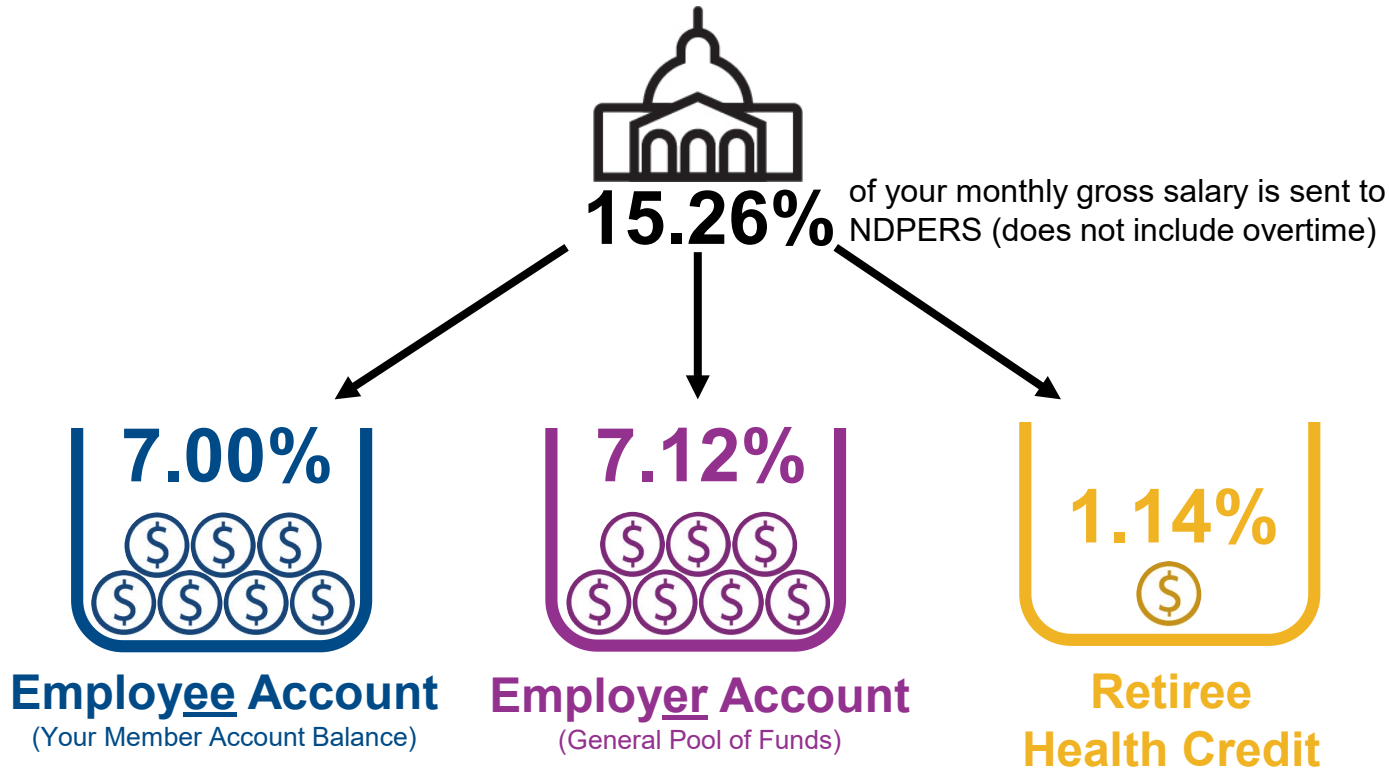 15.26%
of your monthly gross salary is sent to
NDPERS (does not include overtime)
7.00%
$ $ $
$ $ $ $
Employee Account
(Your Member Account Balance)
7.12%
$ $ $
$ $ $ $
Employer Account
(General Pool of Funds)
1.14%
$
Retiree
Health Credit